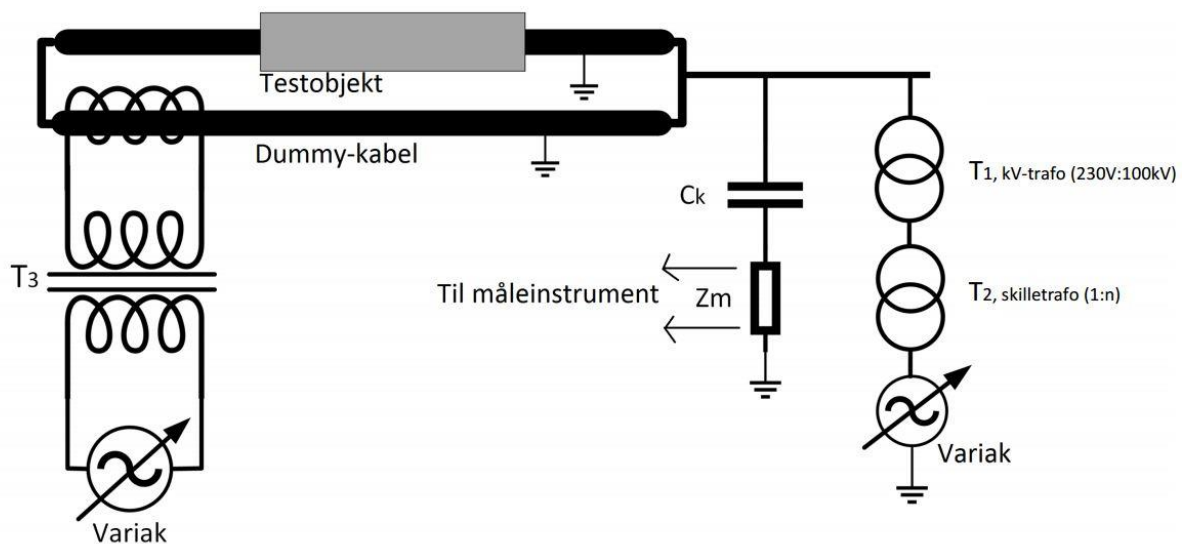 Testobjekt
Dummy-kabel
T1, kV-trafo (230V:100kV)
Ck
T3
Til måleinstrument
Zm
T2, skilletrafo (1:n)
Variak
Variak